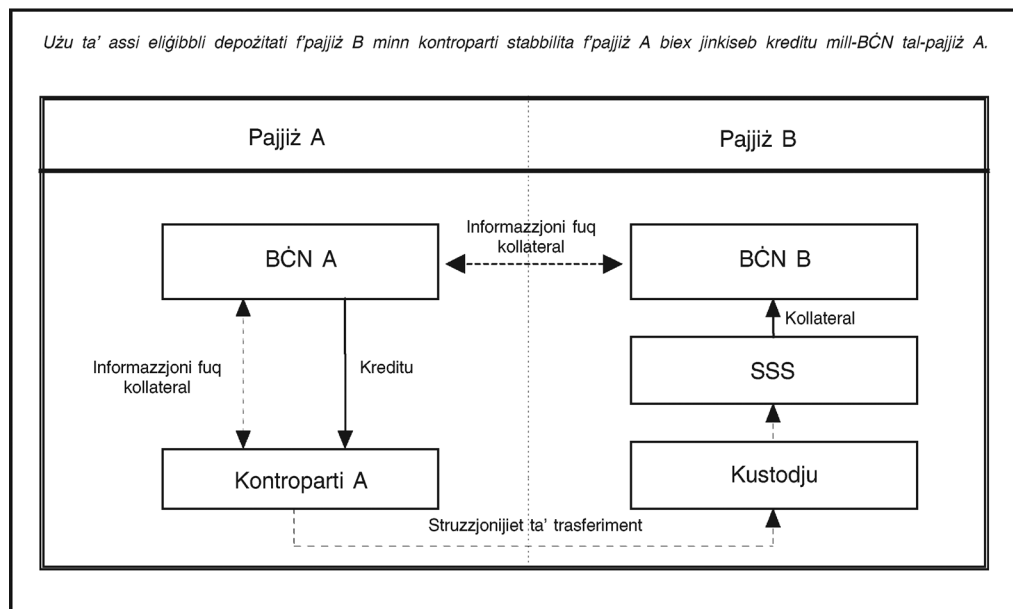 Użu ta' assi eliġibbli depożitati f'pajjiż B minn kontroparti stabbilita f'pajjiż A biex jinkiseb kreditu mill-BĊN tal-pajjiż A.
Pajjiż A
Pajjiż B
Informazzjoni fuq
kollateral
BĊN A
BĊN B
Kollateral
Informazzjoni fuq
kollateral
Kreditu
SSS
Kontroparti A
Kustodju
Struzzjonijiet ta' trasferiment